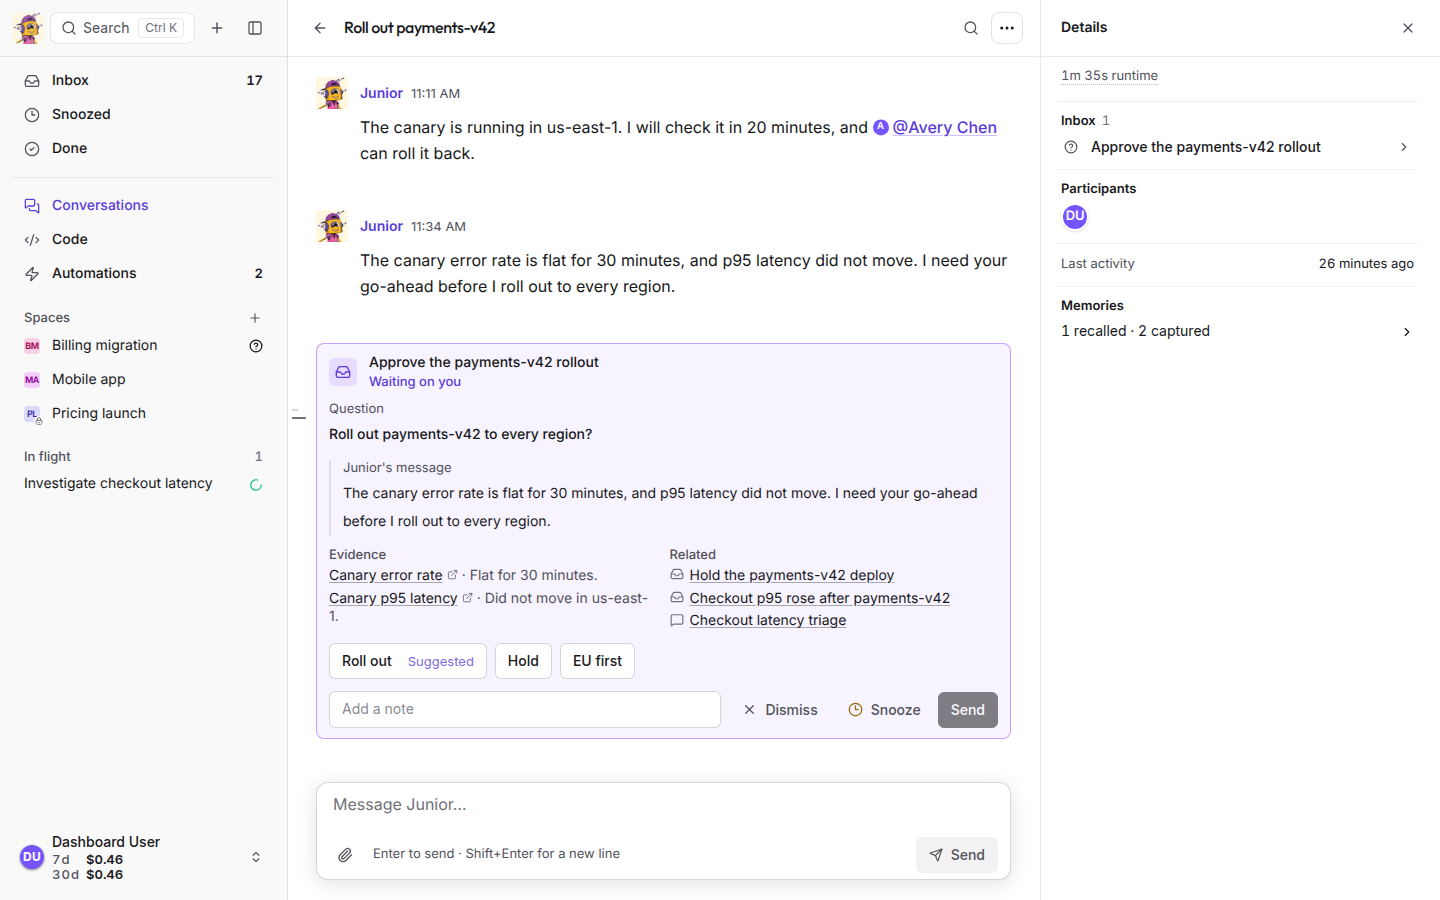 Search Ctrl K
Inbox 17
Snoozed
Done
Conversations
Code
Automations 2
Spaces
BM Billing migration
MA Mobile app
PL Pricing launch
In flight 1
Investigate checkout latency
DU Dashboard User
7d $0.46
30d $0.46
Roll out payments-v42
Junior 11:11 AM
The canary is running in us-east-1. I will check it in 20 minutes, and A @Avery Chen
can roll it back.
Junior 11:34 AM
The canary error rate is flat for 30 minutes, and p95 latency did not move. I need your
go-ahead before I roll out to every region.
Approve the payments-v42 rollout
Waiting on you
Question
Roll out payments-v42 to every region?
Junior's message
The canary error rate is flat for 30 minutes, and p95 latency did not move. I need your go-ahead
before I roll out to every region.
Evidence
Canary error rate · Flat for 30 minutes.
Canary p95 latency · Did not move in us-east-
1.
Related
Hold the payments-v42 deploy
Checkout p95 rose after payments-v42
Checkout latency triage
Roll out Suggested Hold EU first
Add a note Dismiss Snooze Send
Message Junior...
Enter to send · Shift+Enter for a new line Send
Details
1m 35s runtime
Inbox 1
Approve the payments-v42 rollout
Participants
DU
Last activity 26 minutes ago
Memories
1 recalled · 2 captured